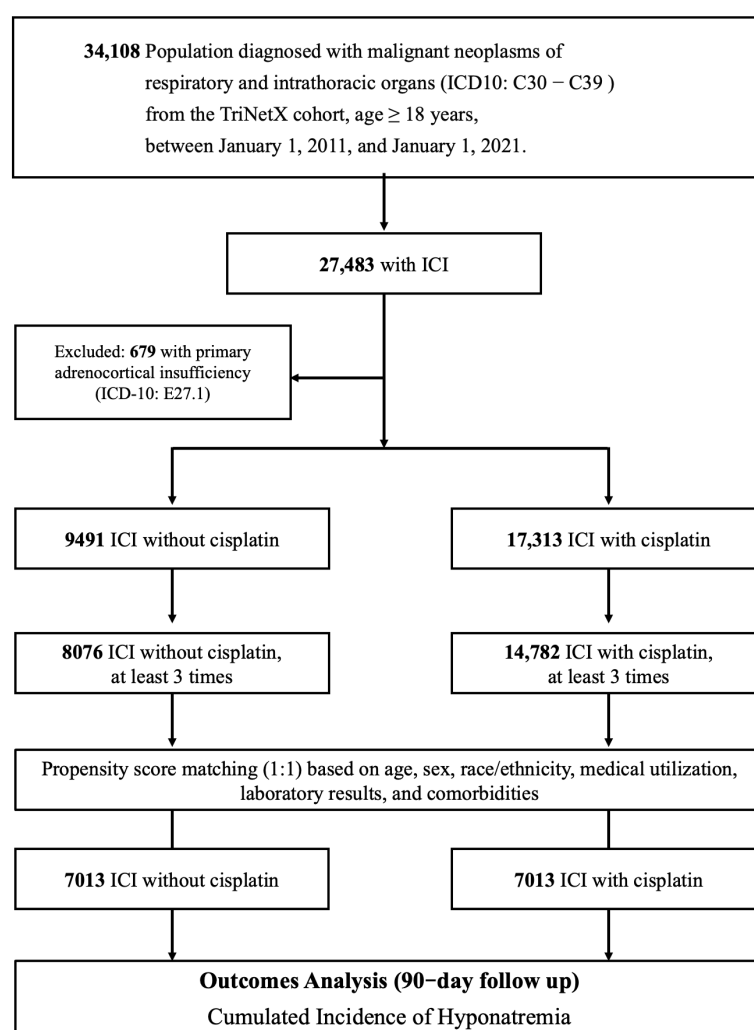 34,108 Population diagnosed with malignant neoplasms of
respiratory and intrathoracic organs (ICD10: C30 − C39 )
from the TriNetX cohort, age ≥ 18 years,
between January 1, 2011, and January 1, 2021.
27,483 with ICI
Excluded: 679 with primary
adrenocortical insufficiency
(ICD-10: E27.1)
9491 ICI without cisplatin
17,313 ICI with cisplatin
8076 ICI without cisplatin,
at least 3 times
14,782 ICI with cisplatin,
at least 3 times
Propensity score matching (1:1) based on age, sex, race/ethnicity, medical utilization,
laboratory results, and comorbidities
7013 ICI without cisplatin
7013 ICI with cisplatin
Outcomes Analysis (90−day follow up)
Cumulated Incidence of Hyponatremia